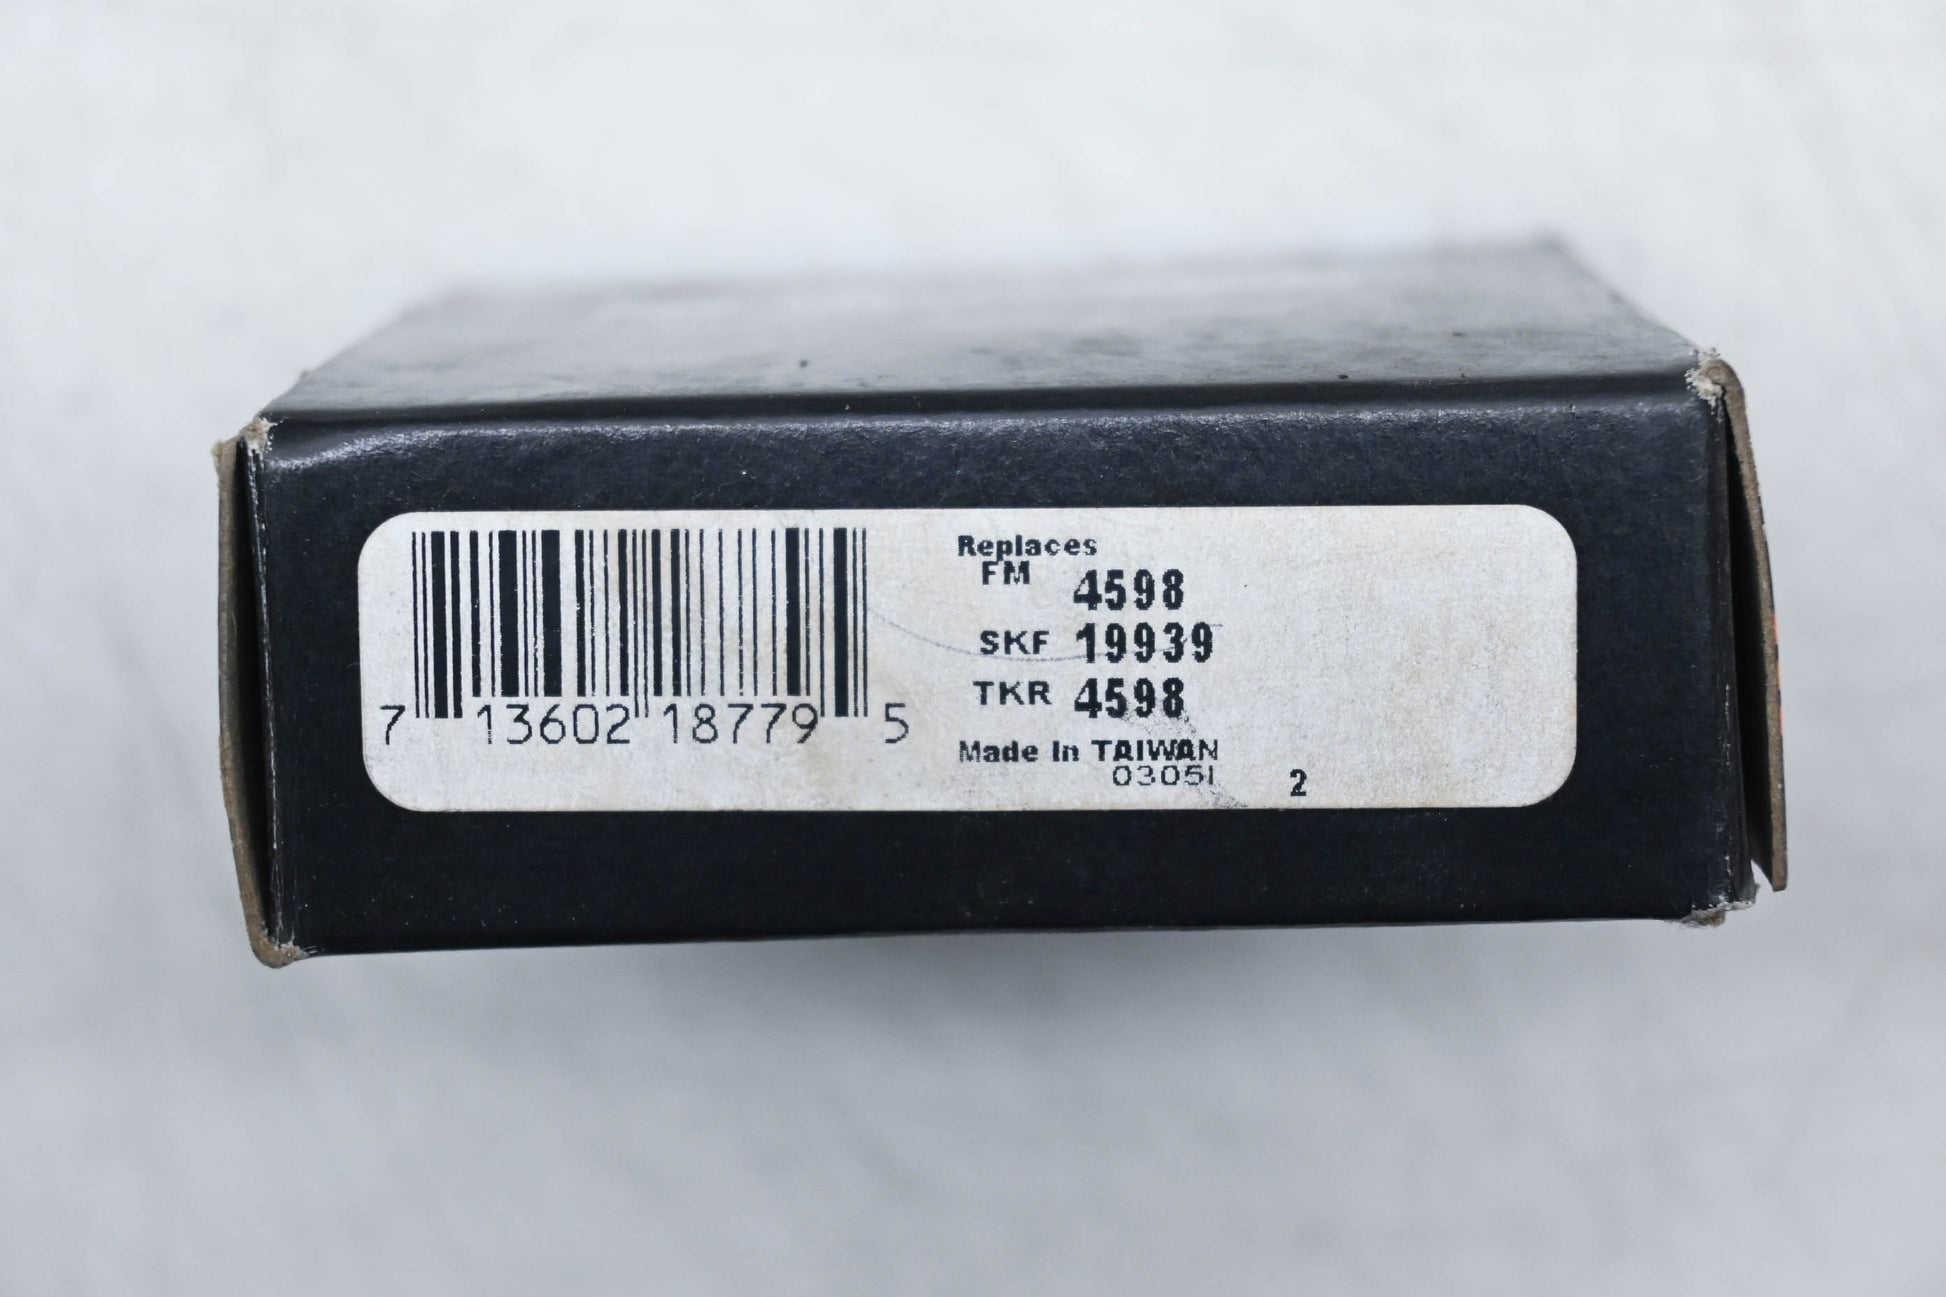 7 13602 18779 5
Replaces
FM 4598
SKF 19939
TKR 4598
Made In TAIWAN
03051
2